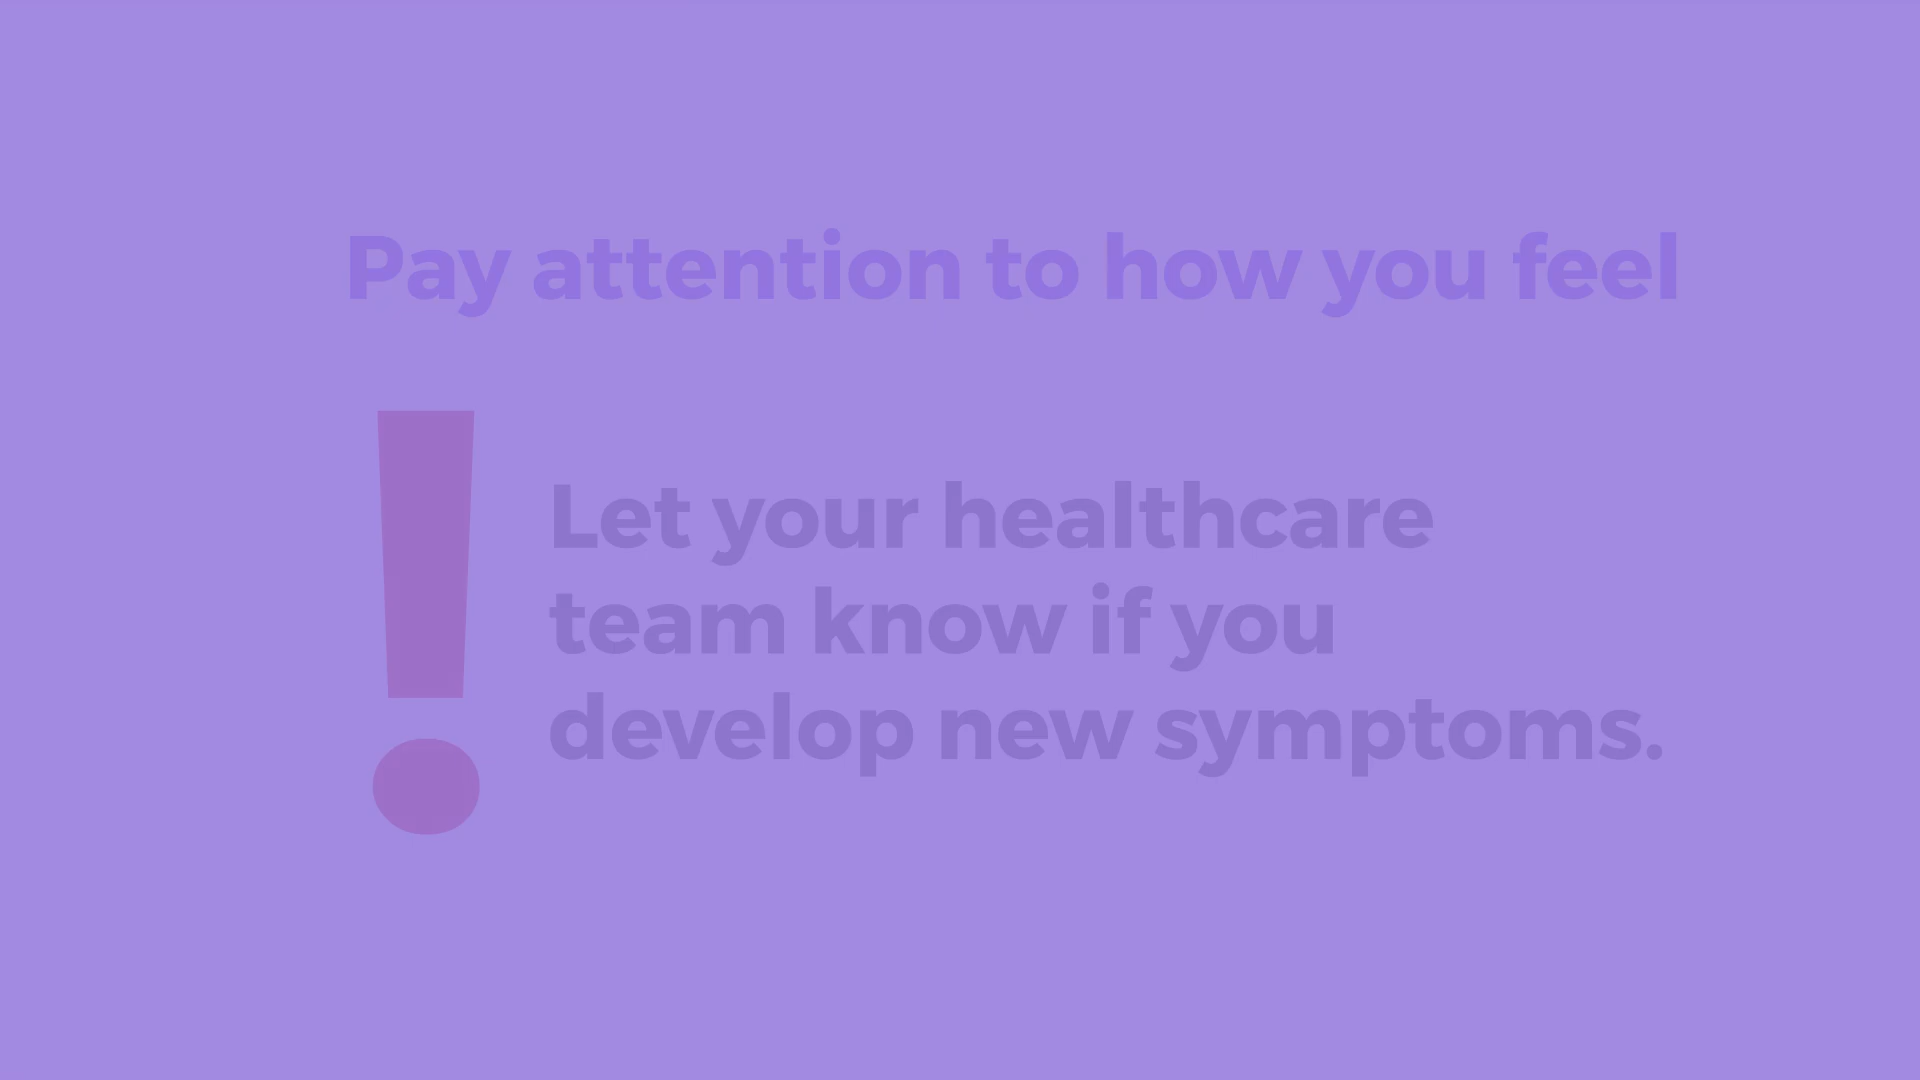 Pay attention to how you feel
!
Let your healthcare
team know if you
develop new symptoms.